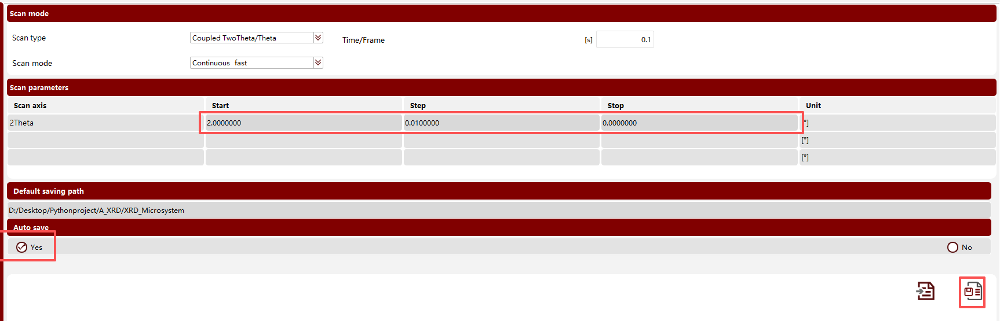 Scan mode
Scan type Coupled TwoTheta/Theta Time/Frame [s] 0.1
Scan mode Continuous fast
Scan parameters
Scan axis Start Step Stop Unit
2Theta 2.0000000 0.0100000 0.0000000 °]
[°]
[°]
Default saving path
D:/Desktop/Pythonproject/A_XRD/XRD_Microsystem
Auto save
Yes No